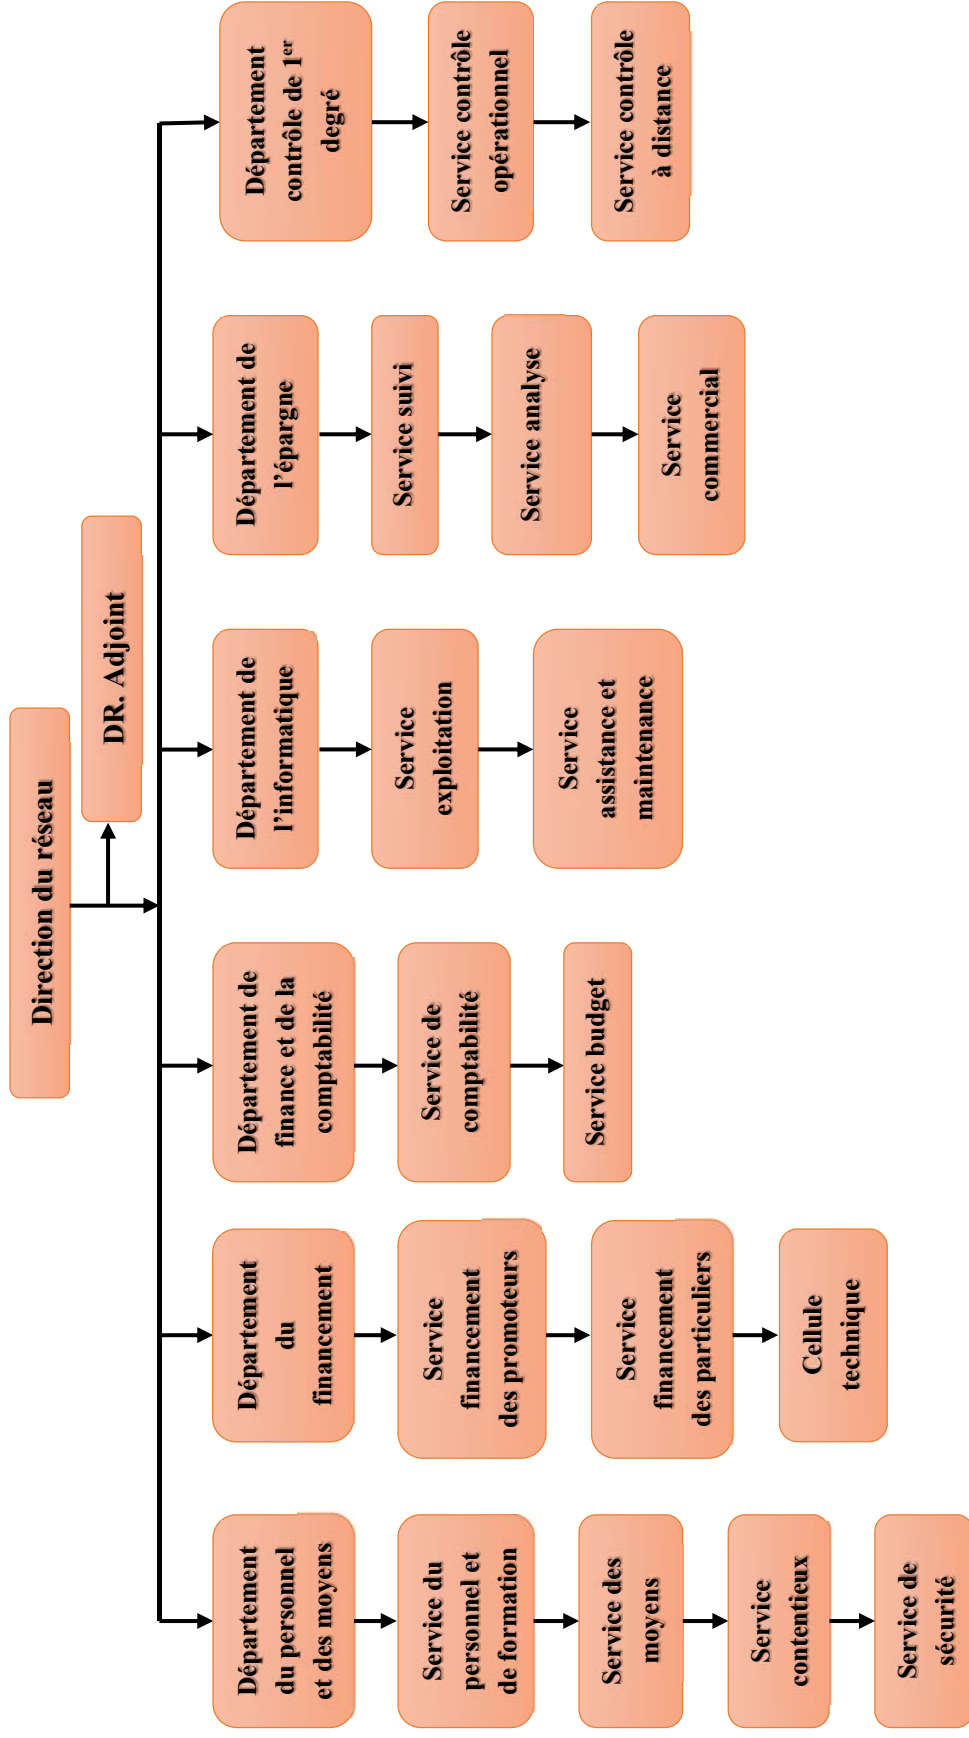 Direction du réseau
DR. Adjoint
Département
du personnel
et des moyens
Service du
personnel et
de formation
Service des
moyens
Service
contentieux
Service de
sécurité
Département
du
financement
Service
financement
des promoteurs
Service
financement
des particuliers
Cellule
technique
Département de
finance et de la
comptabilité
Service de
comptabilité
Service budget
Département de
l’informatique
Service
exploitation
Service
assistance et
maintenance
Département de
l’épargne
Service suivi
Service analyse
Service
commercial
Département
contrôle de 1er
degré
Service contrôle
opérationnel
Service contrôle
à distance